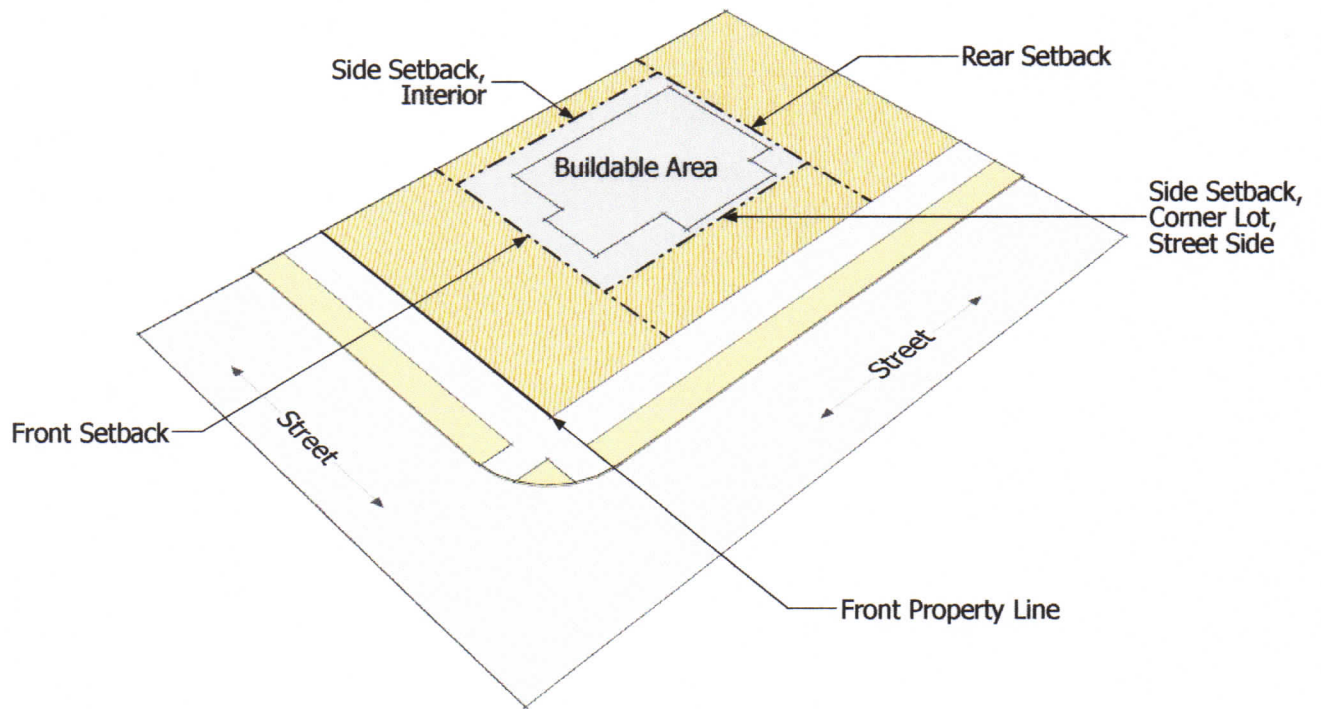 Side Setback,
Interior
Rear Setback
Buildable Area
Side Setback,
Corner Lot,
Street Side
Street
Front Setback
Street
Front Property Line